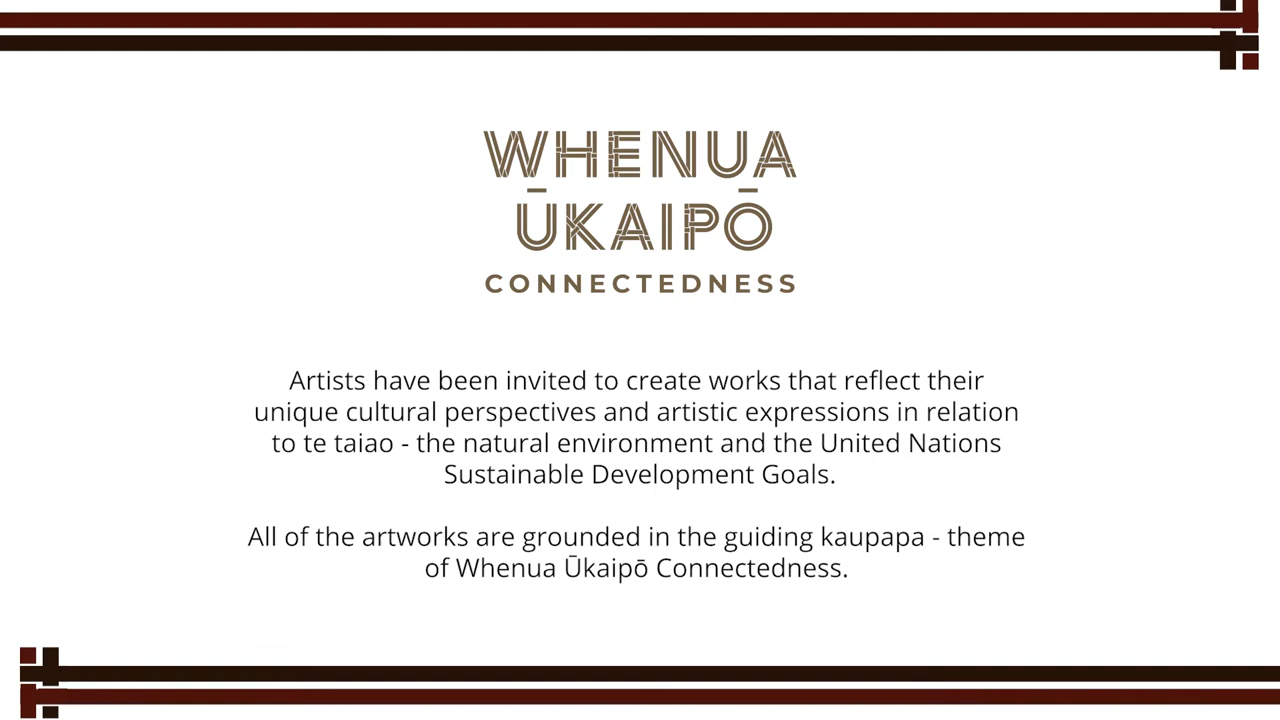 WHENUA
ŪKAIPŌ
CONNECTEDNESS
Artists have been invited to create works that reflect their
unique cultural perspectives and artistic expressions in relation
to te taiao - the natural environment and the United Nations
Sustainable Development Goals.
All of the artworks are grounded in the guiding kaupapa - theme
of Whenua Ūkaipō Connectedness.